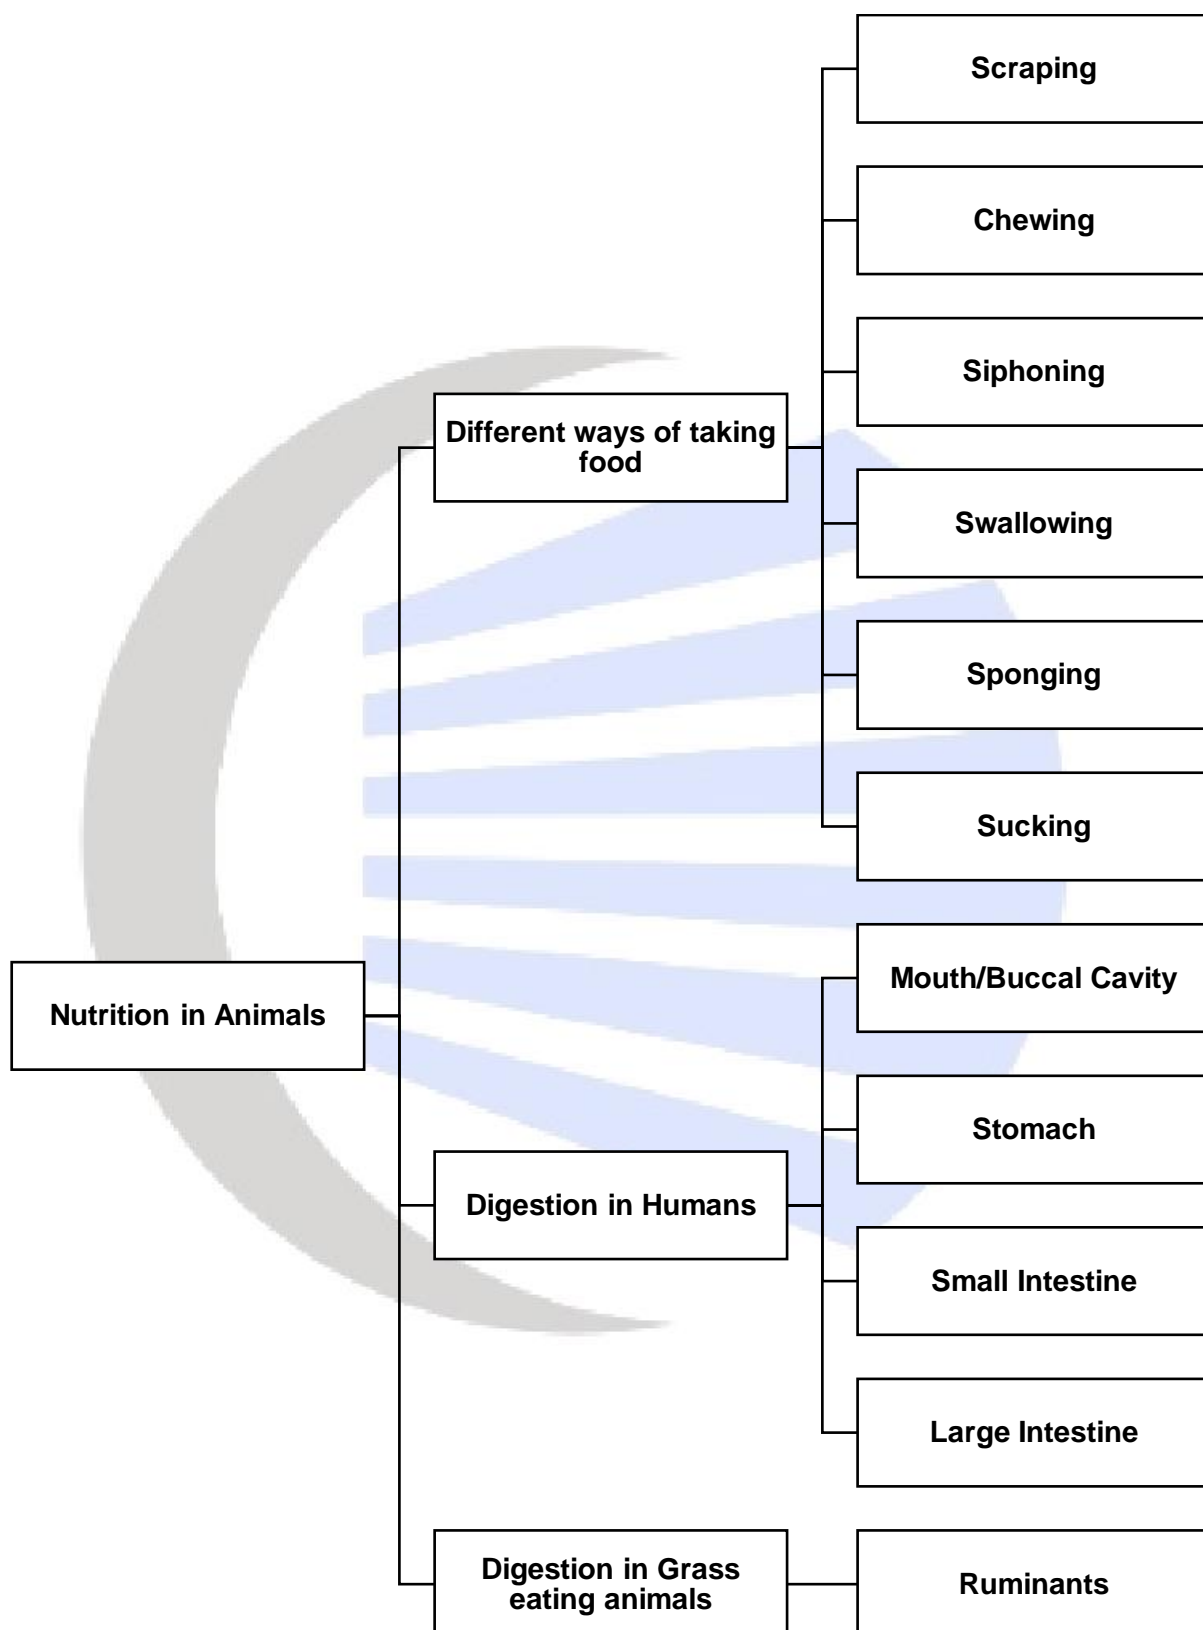 Scraping
Chewing
Siphoning
Different ways of taking
food
Swallowing
Sponging
Sucking
Nutrition in Animals
Mouth/Buccal Cavity
Stomach
Digestion in Humans
Small Intestine
Large Intestine
Digestion in Grass
eating animals
Ruminants